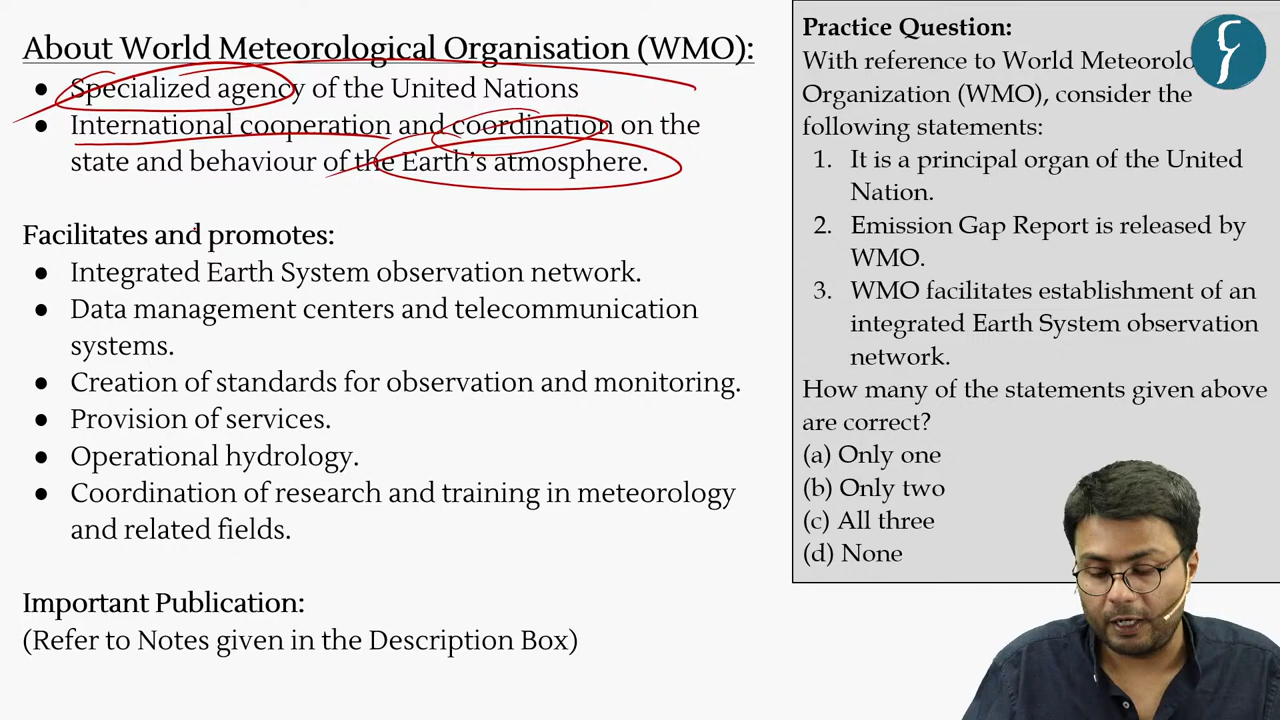 About World Meteorological Organisation (WMO):
● Specialized agency of the United Nations
● International cooperation and coordination on the
state and behaviour of the Earth's atmosphere.
Facilitates and promotes:
● Integrated Earth System observation network.
● Data management centers and telecommunication
systems.
● Creation of standards for observation and monitoring.
● Provision of services.
● Operational hydrology.
● Coordination of research and training in meteorology
and related fields.
Important Publication:
(Refer to Notes given in the Description Box)
Practice Question:
With reference to World
Organization (WMO), consider the
following statements:
1. It is a principal organ of the United
Nation.
2. Emission Gap Report is released by
WMO.
3. WMO facilitates establishment of an
integrated Earth System observation
network.
How many of the statements given above
are correct?
(a) Only one
(b) Only two
(c) All three
(d) None